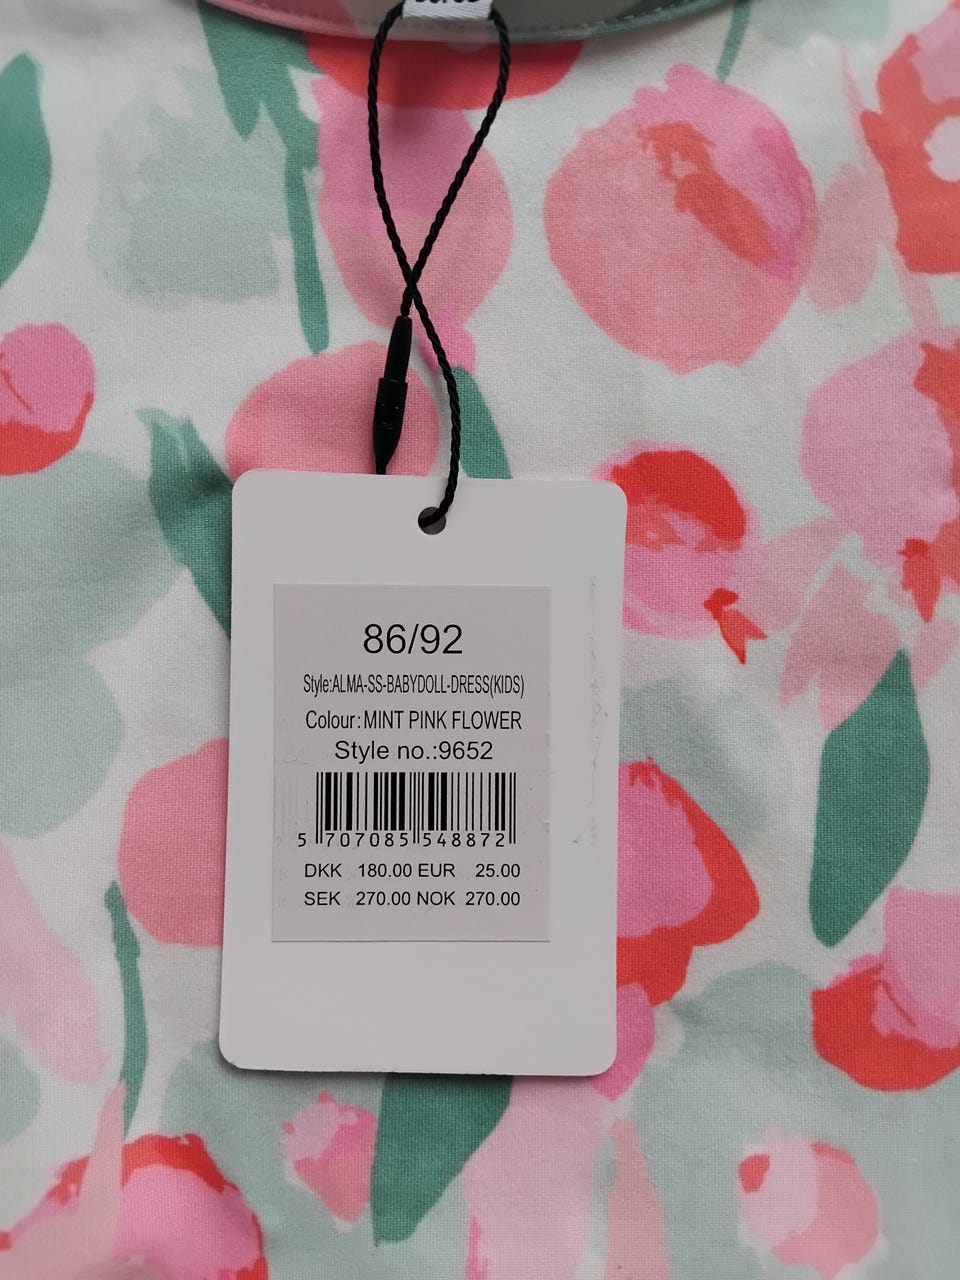 86/92
Style:ALMA-SS-BABYDOLL-DRESS(KIDS)
Colour:MINT PINK FLOWER
Style no.:9652
5 707085 548872
DKK 180.00 EUR 25.00
SEK 270.00 NOK 270.00